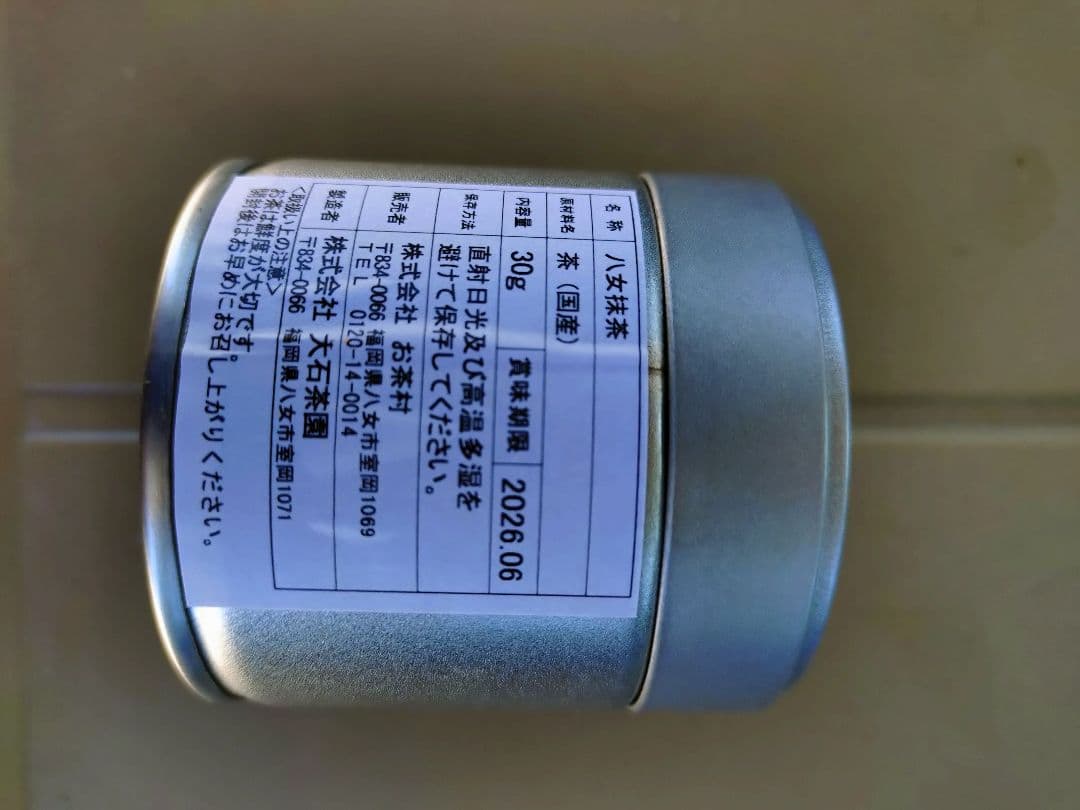 名称 八女抹茶
原材料名 茶(国産)
内容量 30g 賞味期限 2026.06
保存方法 直射日光及び高温多湿を
避けて保存してください。
販売者 株式会社 お茶村
〒834-0066 福岡県八女市室岡1069
TEL 0120-14-0014
製造者 株式会社 大石茶園
〒834-0066 福岡県八女市室岡1071
<取扱い上の注意>
お茶は鮮度が大切です。
開封後はお早めにお召し上がりください。